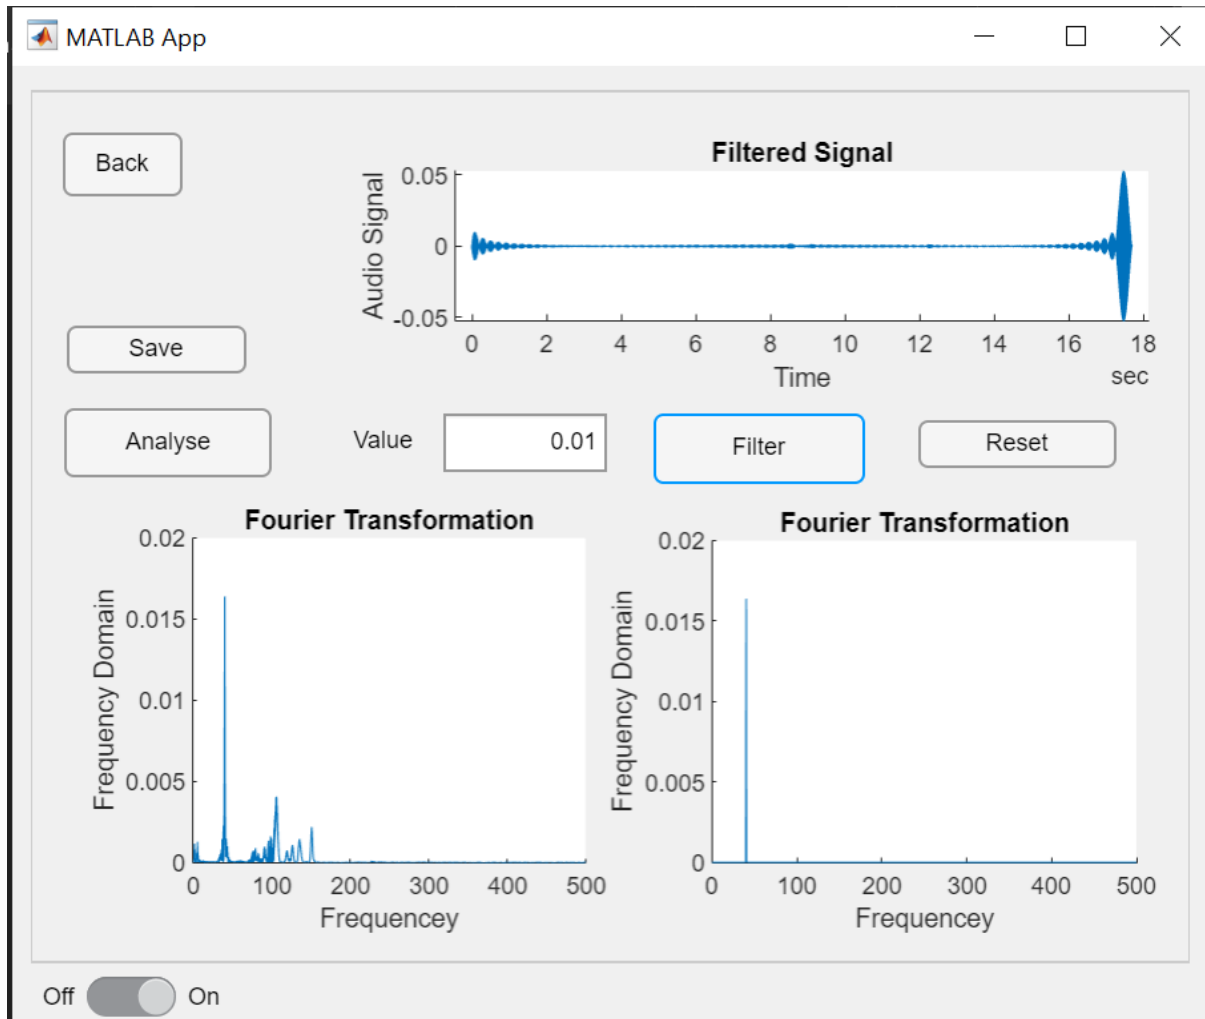 MATLAB App
Back
Filtered Signal
Audio Signal
0.05
0
-0.05
0 2 4 6 8 10 12 14 16 18
Time
sec
Save
Analyse
Value
0.01
Filter
Reset
Fourier Transformation
Frequency Domain
0.02
0.015
0.01
0.005
0
0 100 200 300 400 500
Frequencey
Fourier Transformation
Frequency Domain
0.02
0.015
0.01
0.005
0
0 100 200 300 400 500
Frequencey
Off
On